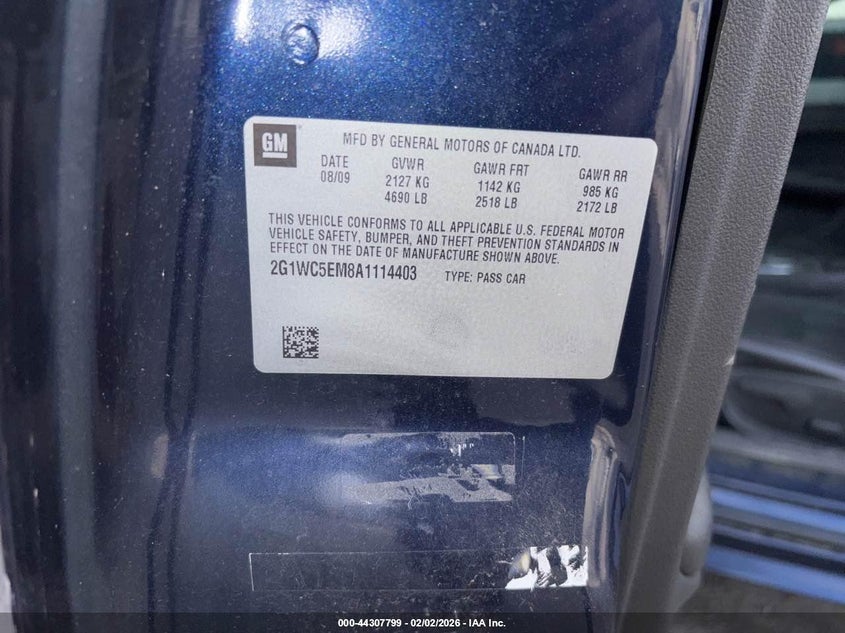 GM
MFD BY GENERAL MOTORS OF CANADA LTD.
DATE GVWR GAWR FRT GAWR RR
08/09 2127 KG 1142 KG 985 KG
4690 LB 2518 LB 2172 LB
THIS VEHICLE CONFORMS TO ALL APPLICABLE U.S. FEDERAL MOTOR
VEHICLE SAFETY, BUMPER, AND THEFT PREVENTION STANDARDS IN
EFFECT ON THE DATE OF MANUFACTURE SHOWN ABOVE.
2G1WC5EM8A1114403 TYPE: PASS CAR
000-44307799 - 02/02/2026 - IAA Inc.